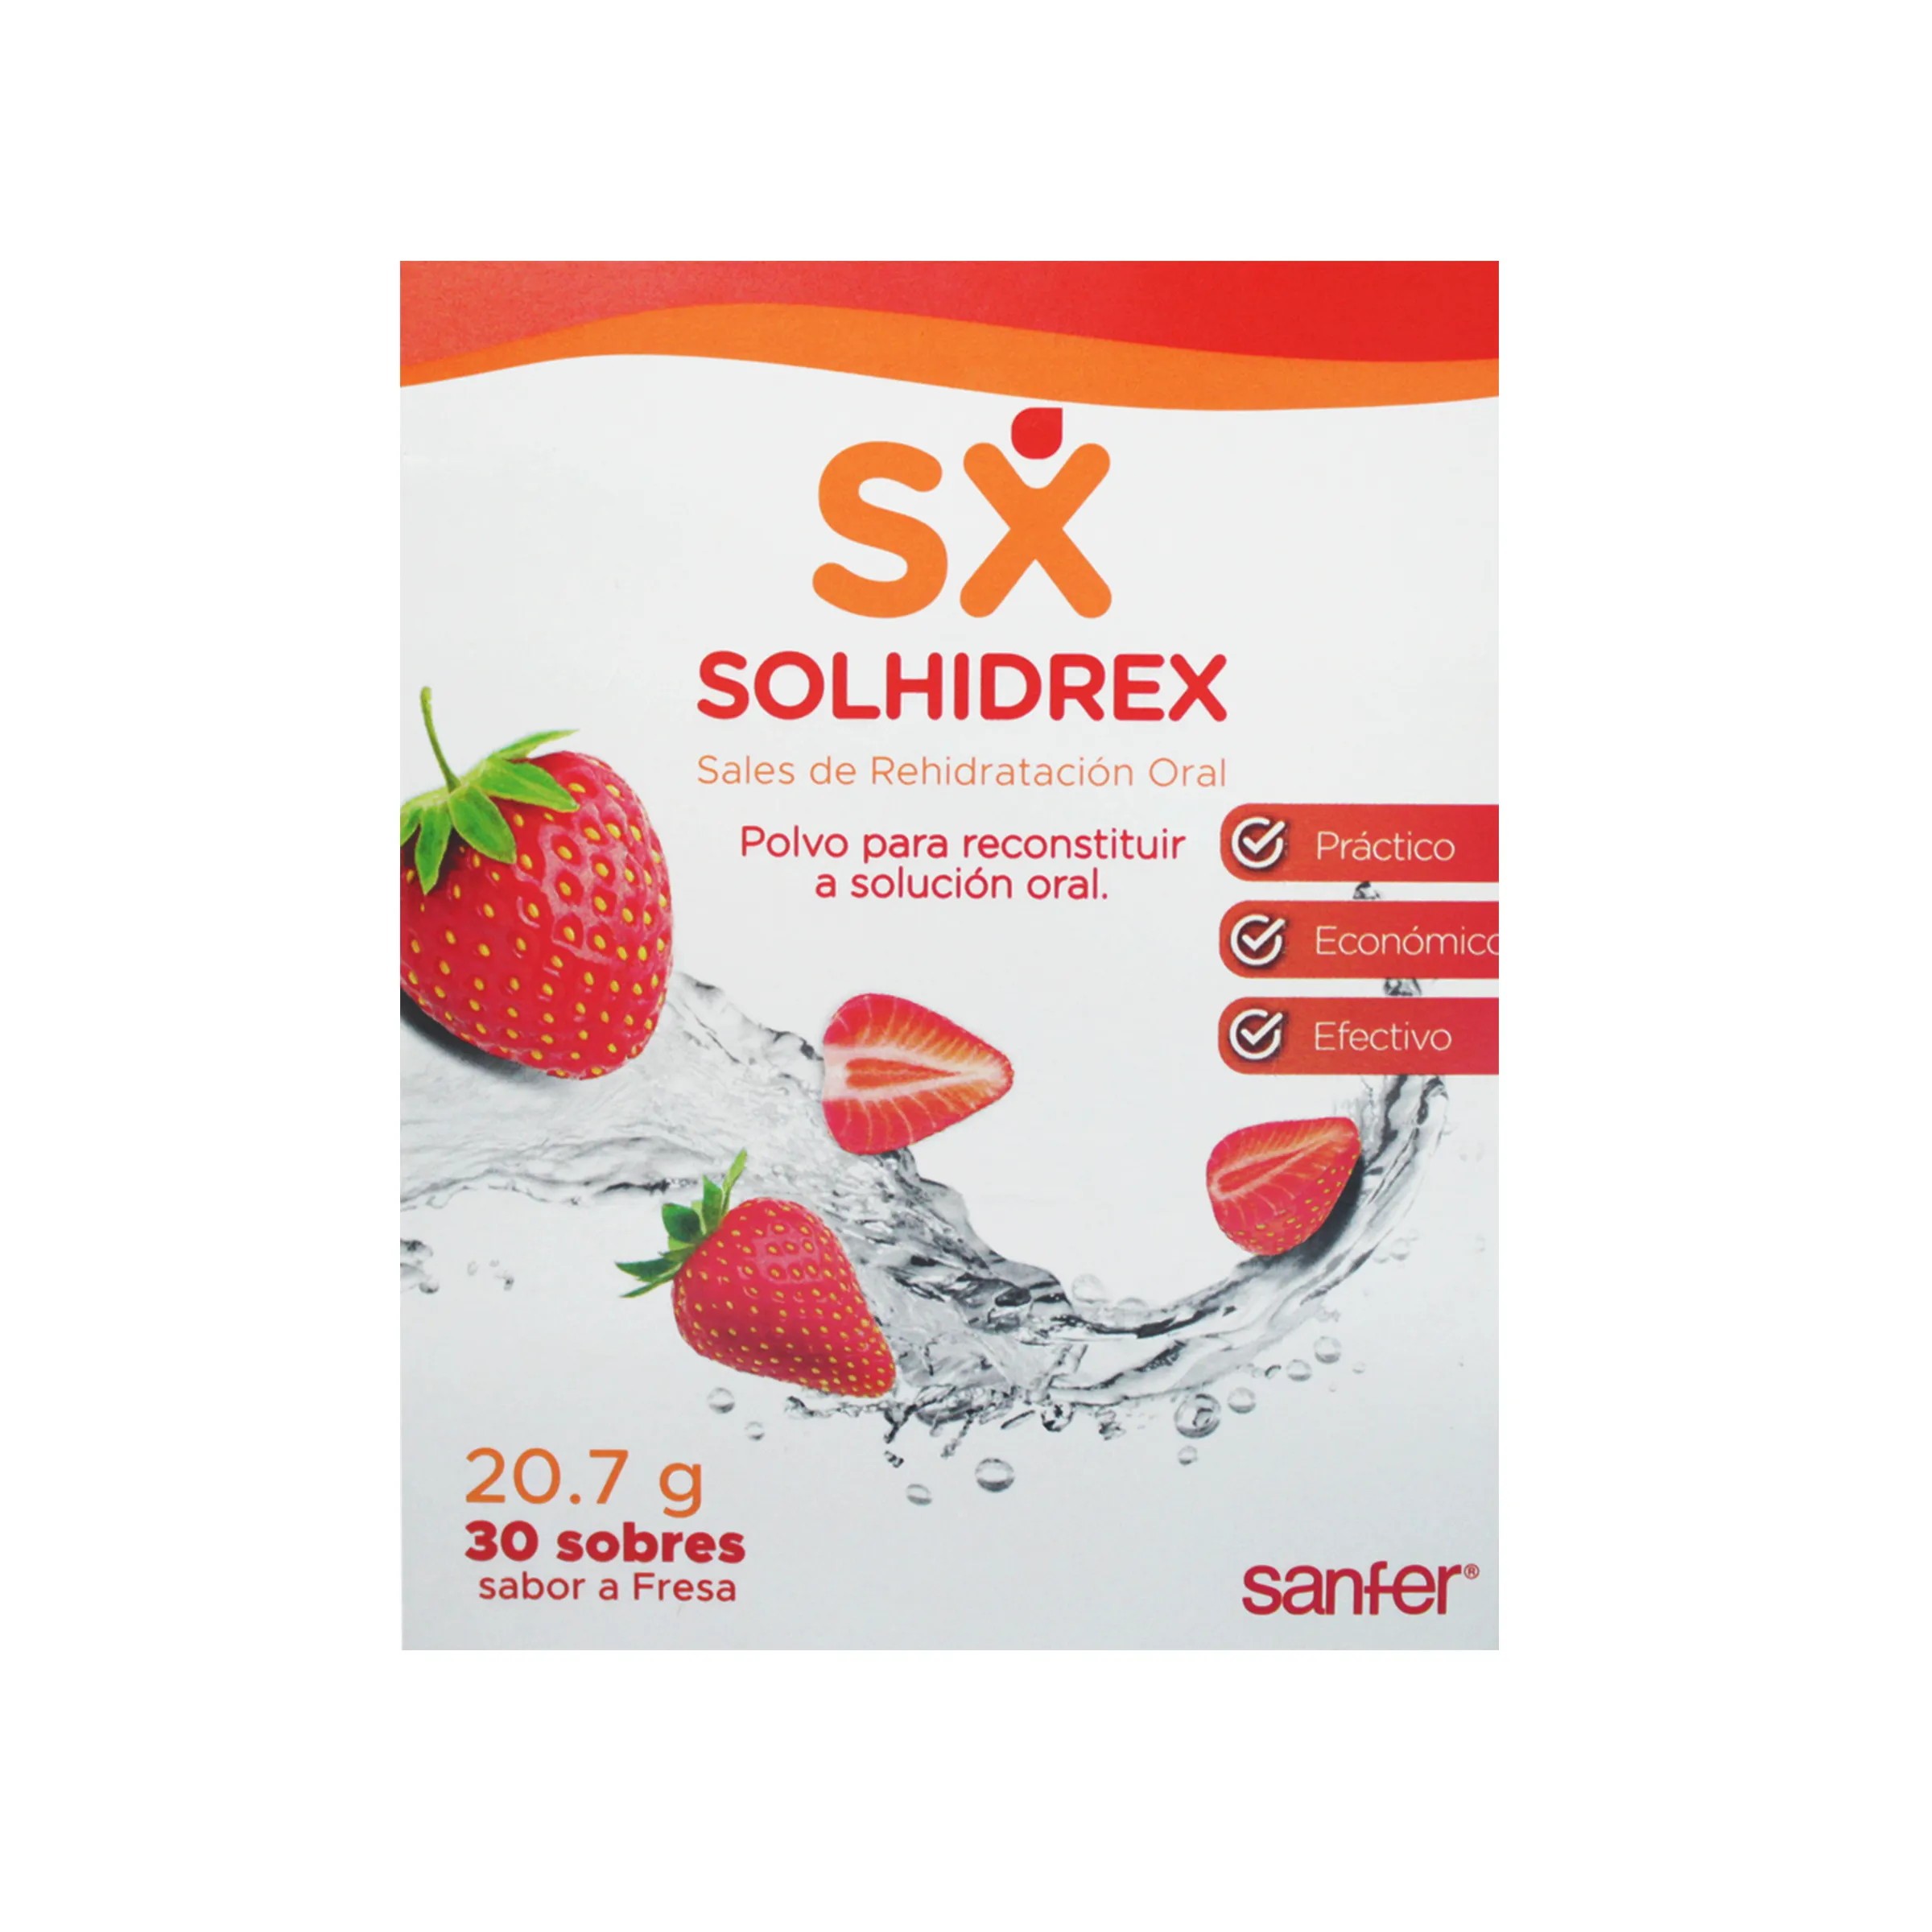 SX
SOLHIDREX
Sales de Rehidratación Oral
Polvo para reconstituir
a solución oral.
Práctico
Económico
Efectivo
20.7 g
30 sobres
sabor a Fresa
sanfer®